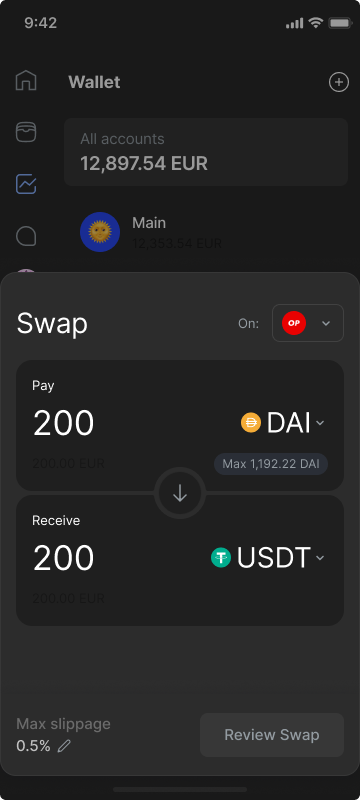 9:42
Wallet
All accounts
12,897.54 EUR
Main
12,353.54 EUR
Swap
On:
OP
Pay
200
DAI
200.00 EUR
Max 1,192.22 DAI
Receive
200
USDT
200.00 EUR
Max slippage
0.5%
Review Swap